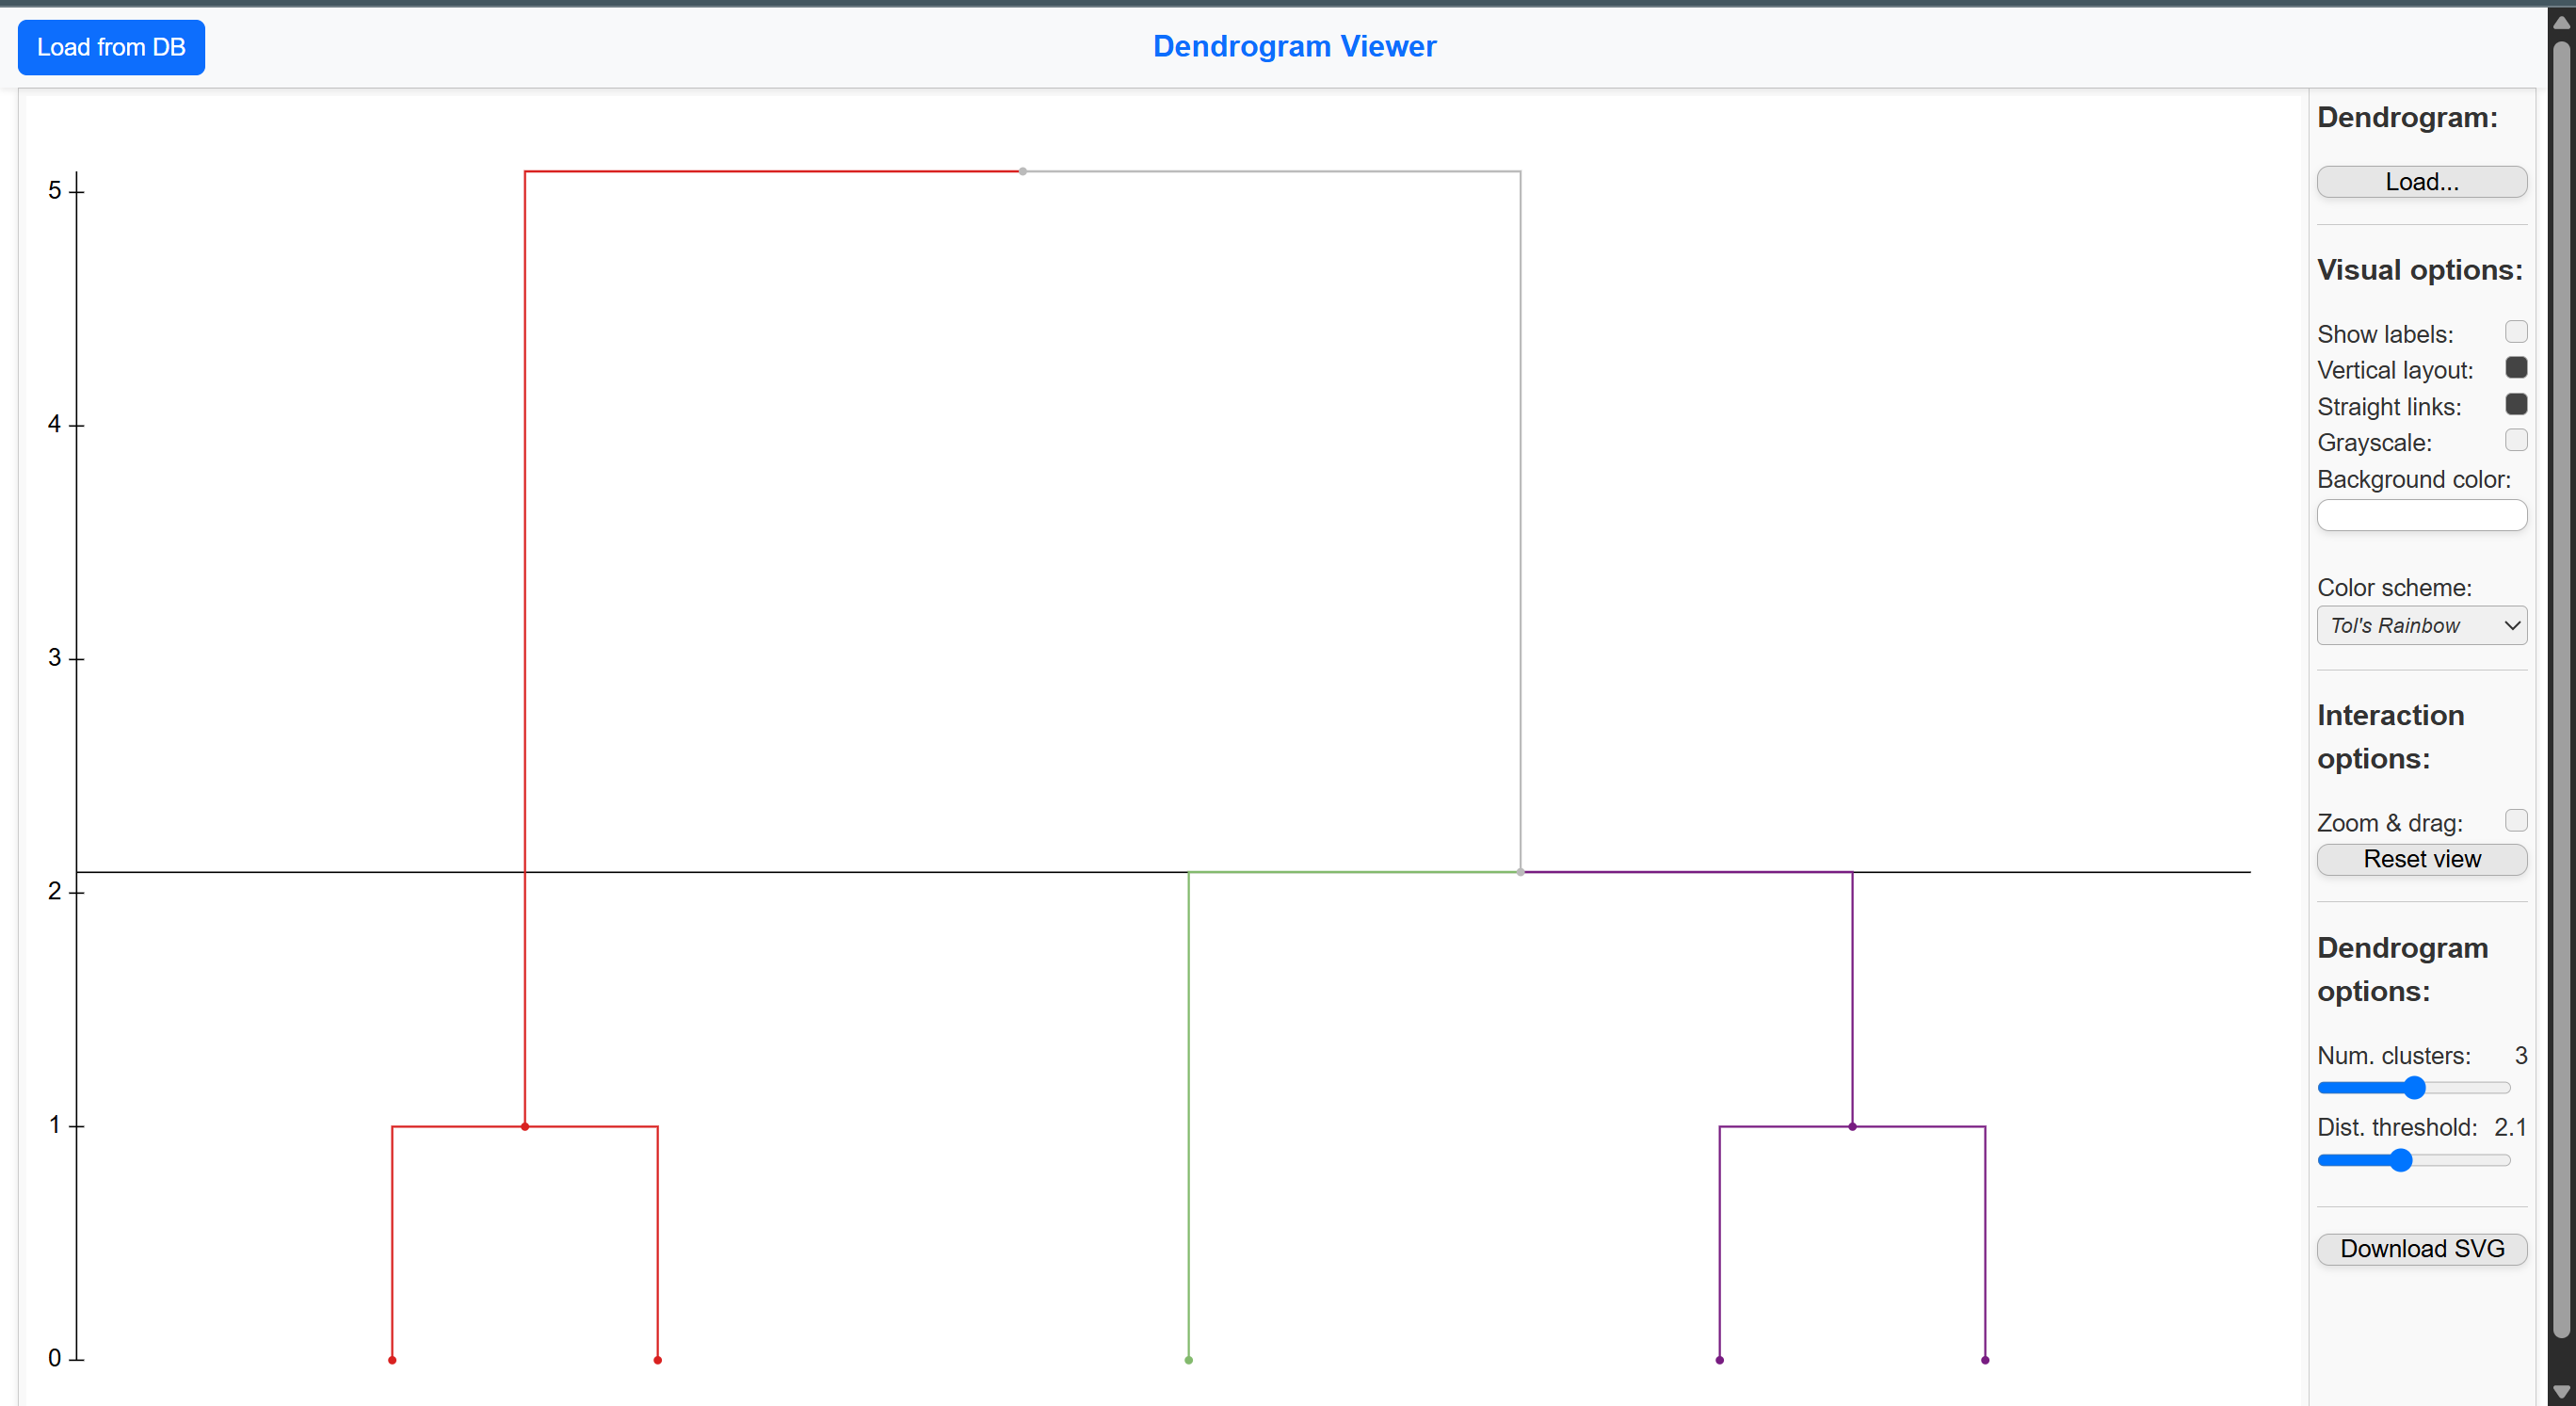 Load from DB
Dendrogram Viewer
5
4
3
2
1
0
Dendrogram:
Load...
Visual options:
Show labels:
Vertical layout:
Straight links:
Grayscale:
Background color:
Color scheme:
Tol's Rainbow
Interaction
options:
Zoom & drag:
Reset view
Dendrogram
options:
Num. clusters: 3
Dist. threshold: 2.1
Download SVG